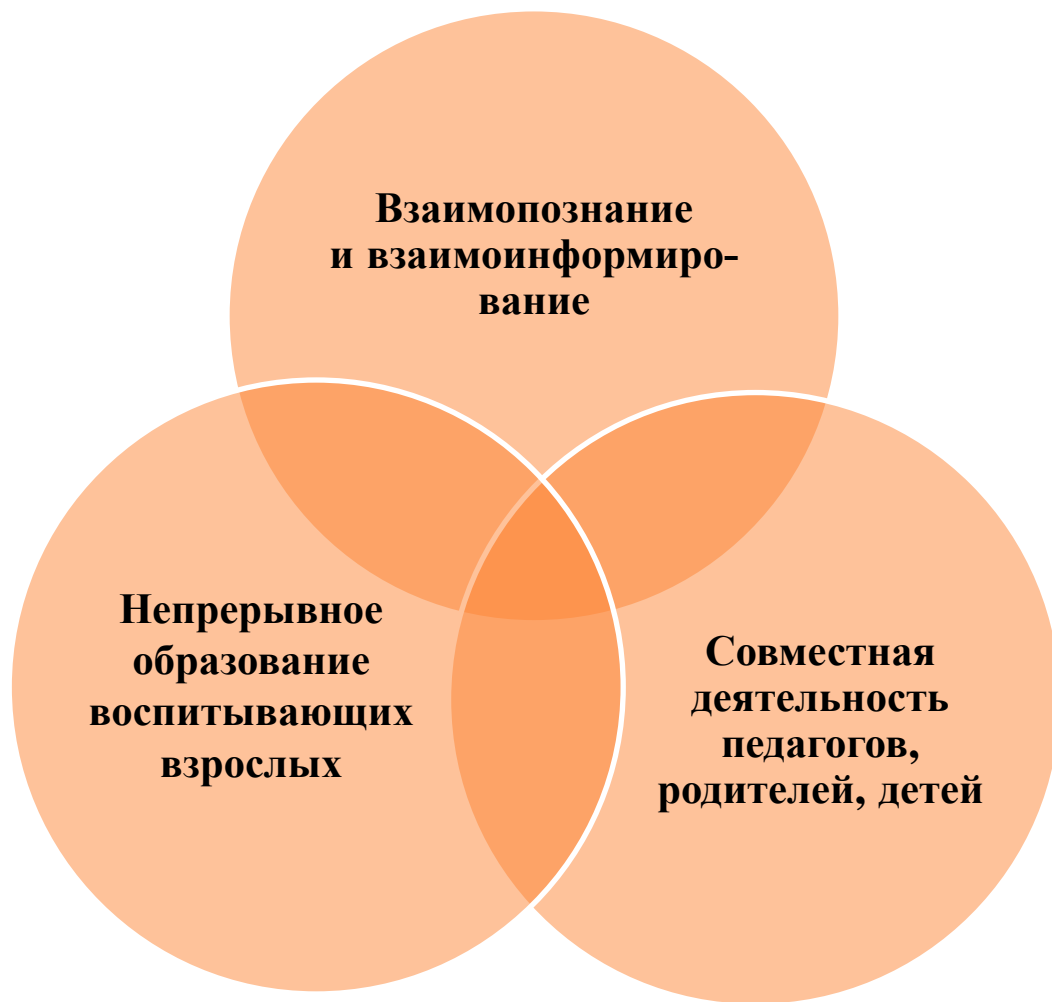 Взаимопознание
и взаимоинформиро-
вание
Непрерывное
образование
воспитывающих
взрослых
Совместная
деятельность
педагогов,
родителей, детей